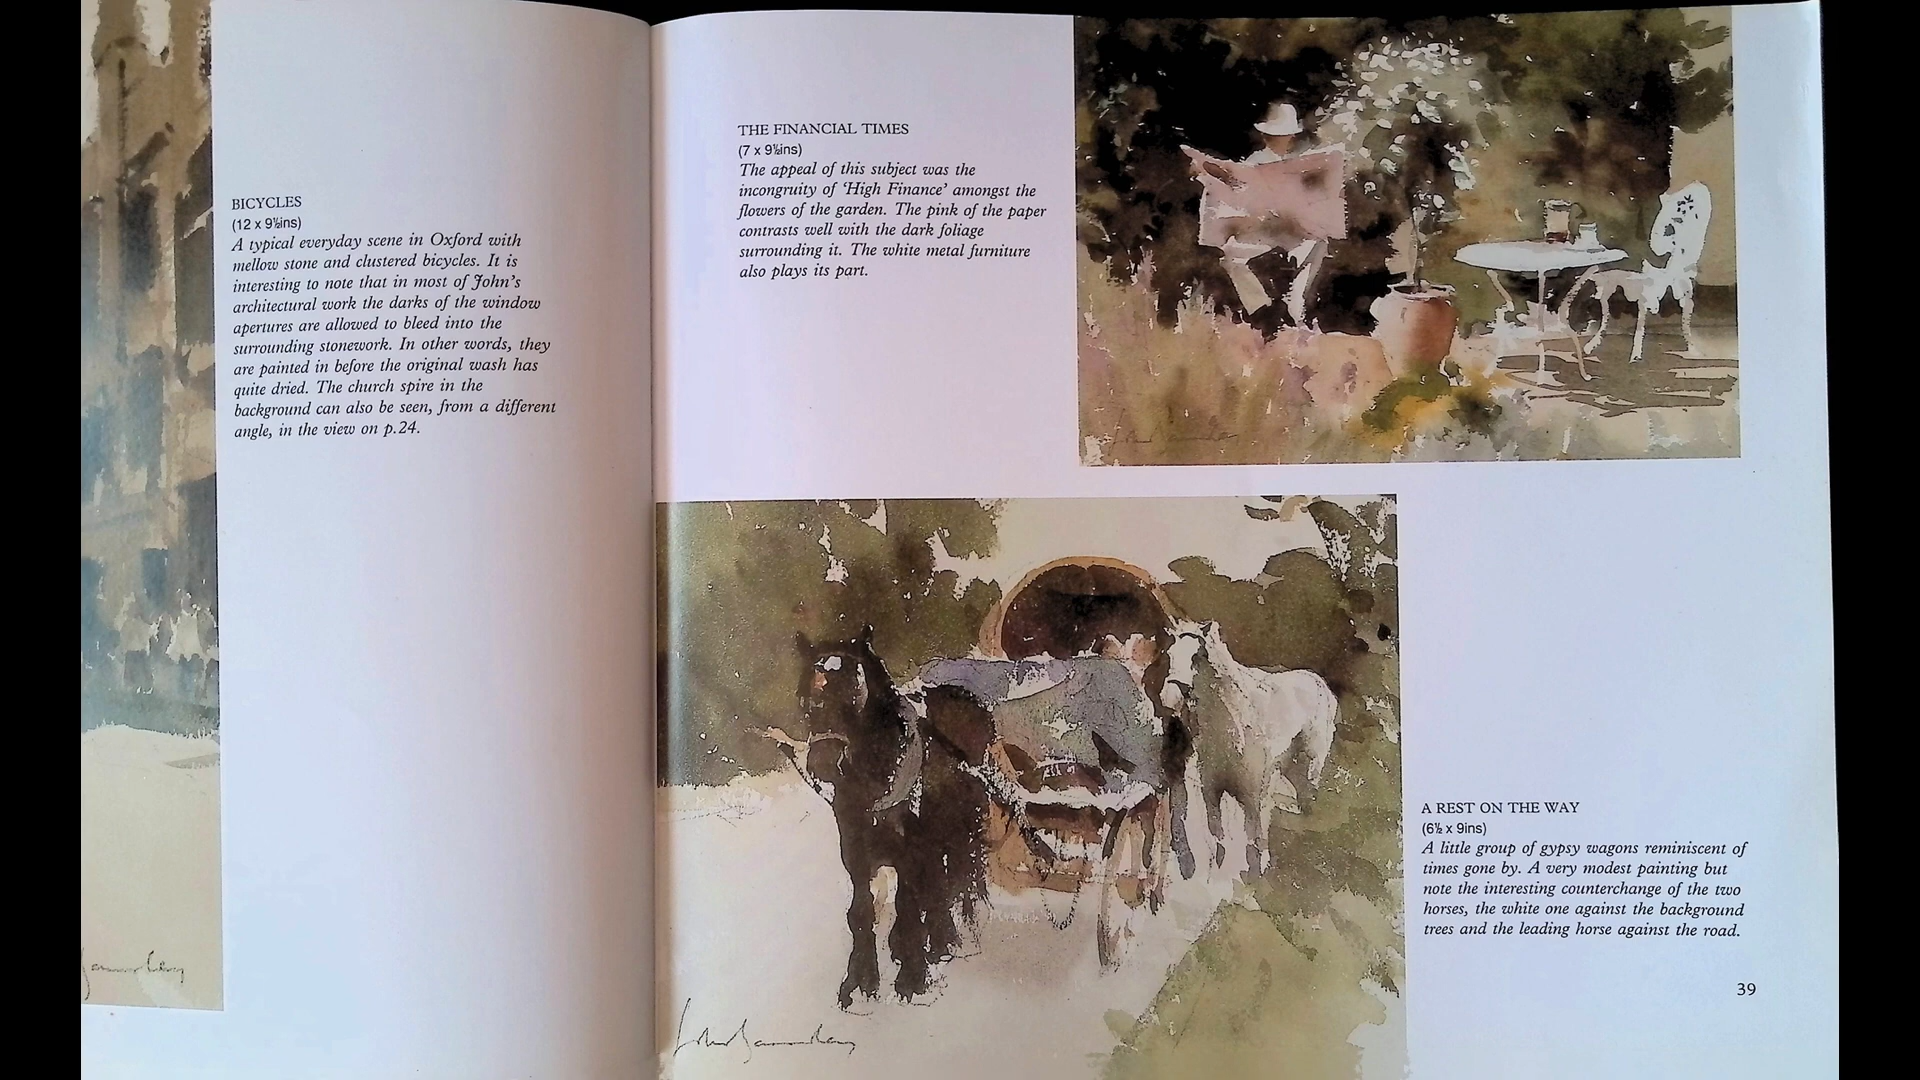 BICYCLES
(12 x 9½ins)
A typical everyday scene in Oxford with
mellow stone and clustered bicycles. It is
interesting to note that in most of John's
architectural work the darks of the window
apertures are allowed to bleed into the
surrounding stonework. In other words, they
are painted in before the original wash has
quite dried. The church spire in the
background can also be seen, from a different
angle, in the view on p.24.
THE FINANCIAL TIMES
(7 x 9½ins)
The appeal of this subject was the
incongruity of 'High Finance' amongst the
flowers of the garden. The pink of the paper
contrasts well with the dark foliage
surrounding it. The white metal furniture
also plays its part.
A REST ON THE WAY
(6½ x 9ins)
A little group of gypsy wagons reminiscent of
times gone by. A very modest painting but
note the interesting counterchange of the two
horses, the white one against the background
trees and the leading horse against the road.
39